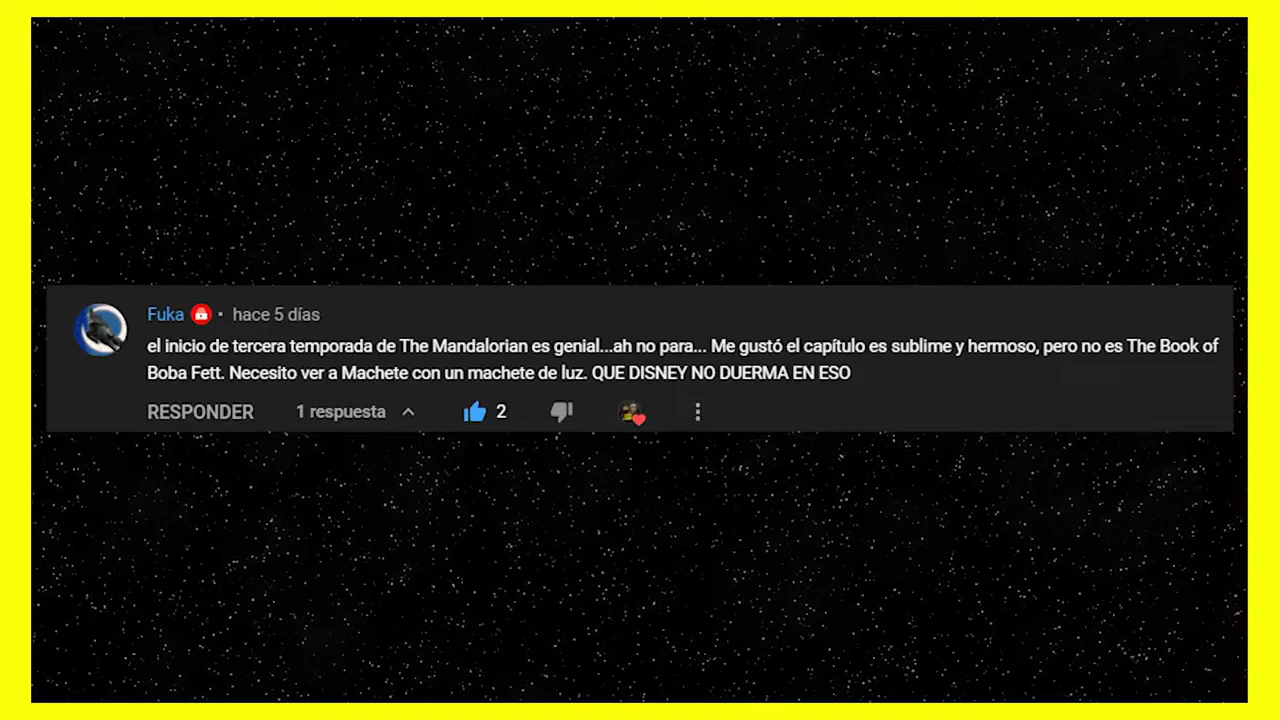 Fuka • hace 5 días
el inicio de tercera temporada de The Mandalorian es genial...ah no para... Me gustó el capítulo es sublime y hermoso, pero no es The Book of
Boba Fett. Necesito ver a Machete con un machete de luz. QUE DISNEY NO DUERMA EN ESO
RESPONDER 1 respuesta 2